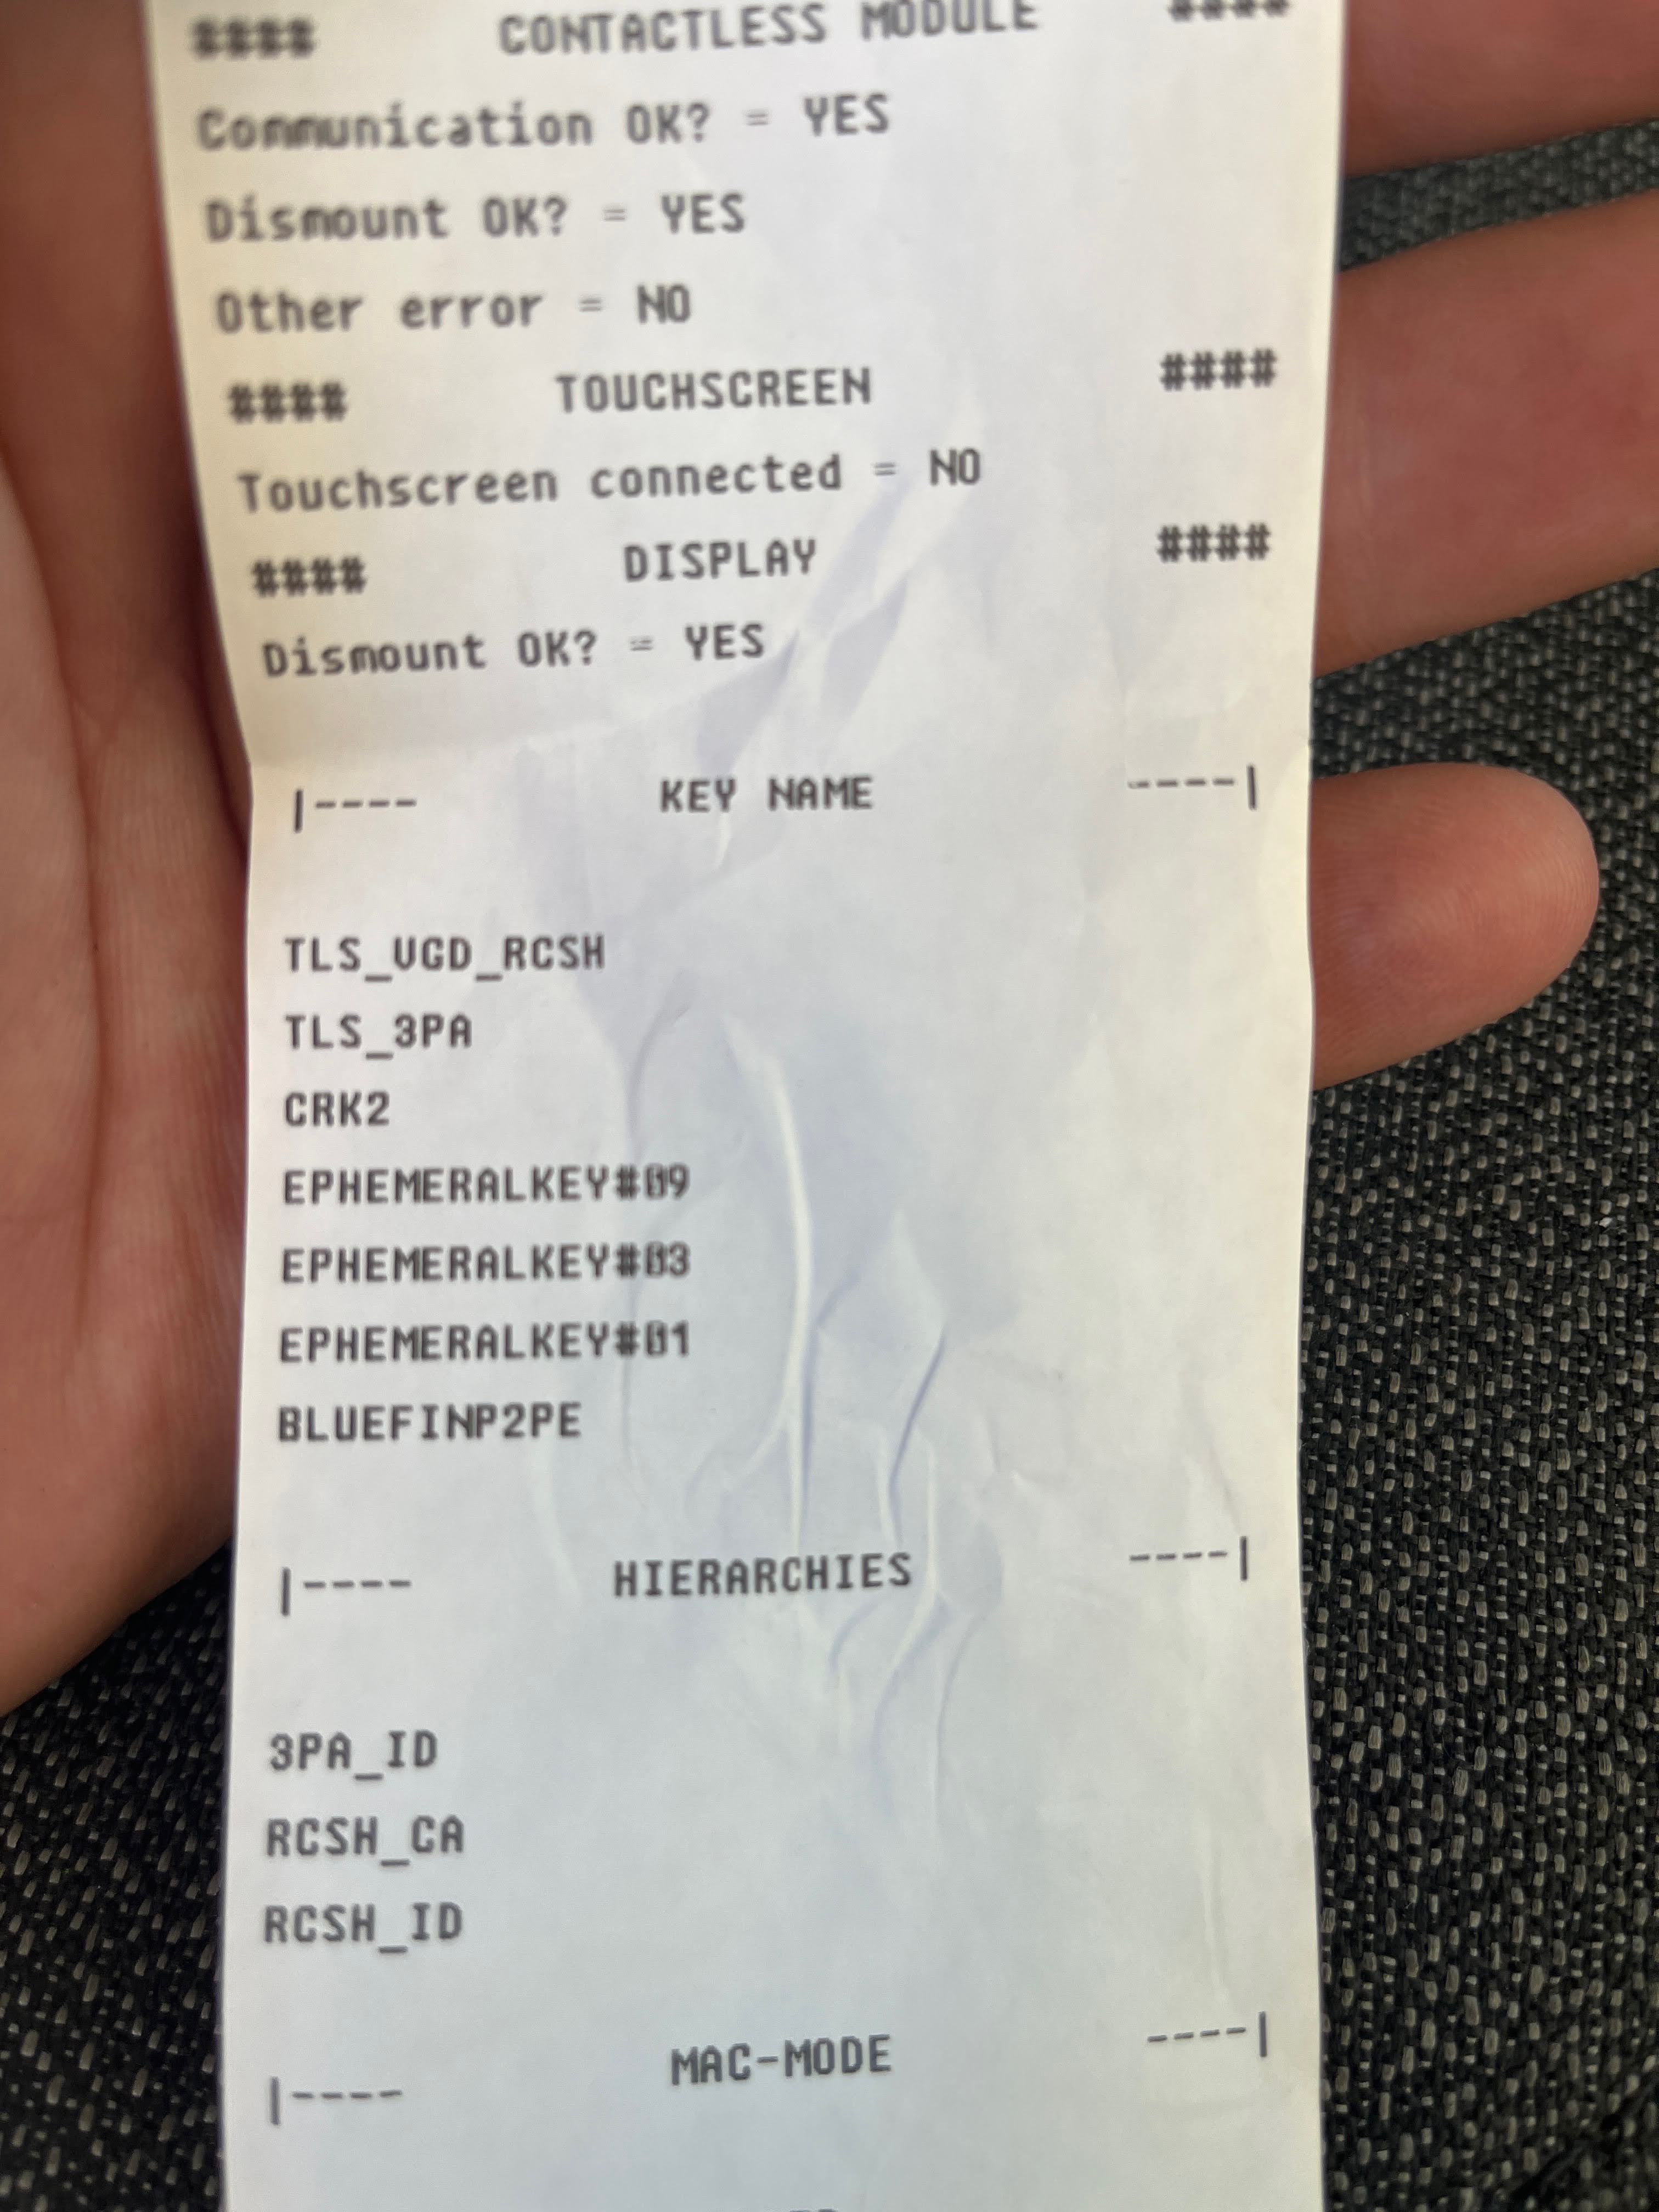 #### CONTACTLESS MODULE ####
Communication OK? = YES
Dismount OK? = YES
Other error = NO
#### TOUCHSCREEN ####
Touchscreen connected = NO
#### DISPLAY ####
Dismount OK? = YES
|---- KEY NAME ----|
TLS_VGD_RCSH
TLS_3PA
CRK2
EPHEMERALKEY#09
EPHEMERALKEY#03
EPHEMERALKEY#01
BLUEFINP2PE
|---- HIERARCHIES ----|
3PA_ID
RCSH_CA
RCSH_ID
|---- MAC-MODE ----|